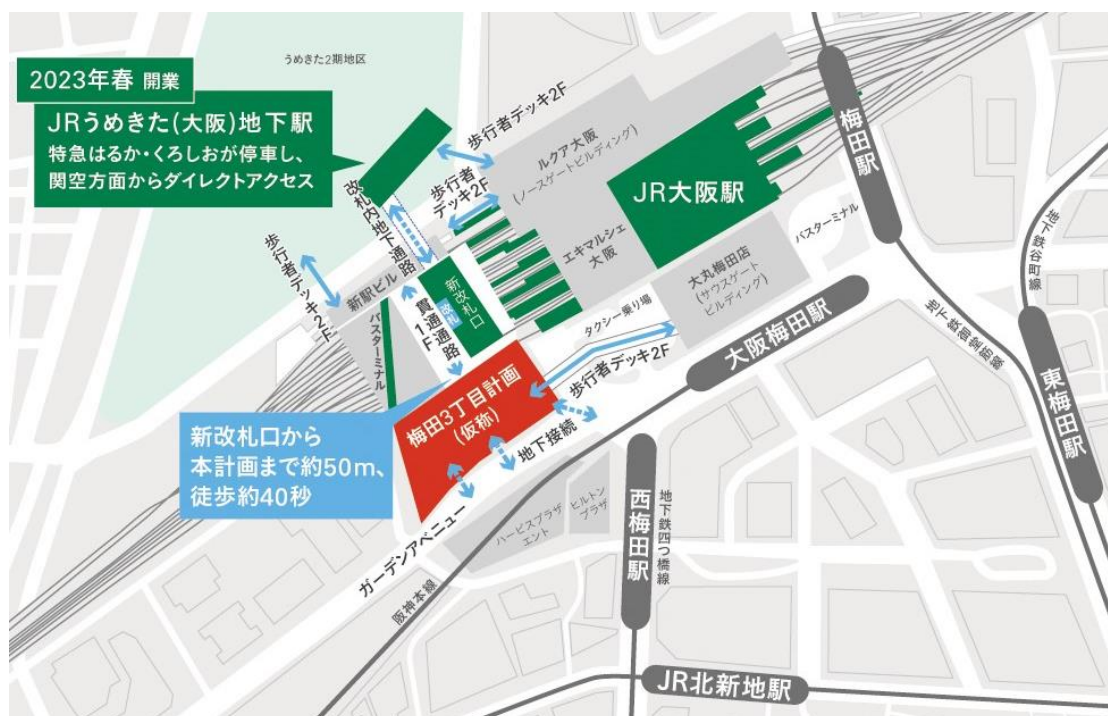 うめきた2期地区
2023年春 開業
JRうめきた(大阪)地下駅
特急はるか・くろしおが停車し、
関空方面からダイレクトアクセス
歩行者デッキ2F
歩行者
デッキ2F
改札内地下通路
歩行者デッキ2F
新駅ビル
バスターミナル
貫通通路
1F
改札
新改札口
ルクア大阪
(ノースゲートビルディング)
エキマルシェ
大阪
JR大阪駅
大丸梅田店
(サウスゲート
ビルディング)
バスターミナル
タクシー乗り場
歩行者デッキ2F
梅田駅
地下鉄御堂筋線
地下鉄谷町線
東梅田駅
大阪梅田駅
梅田3丁目計画
(仮称)
地下接続
新改札口から
本計画まで約50m、
徒歩約40秒
ガーデンアベニュー
ハービスプラザ
エント
ヒルトン
プラザ
阪神本線
西梅田駅
地下鉄四つ橋線
JR北新地駅